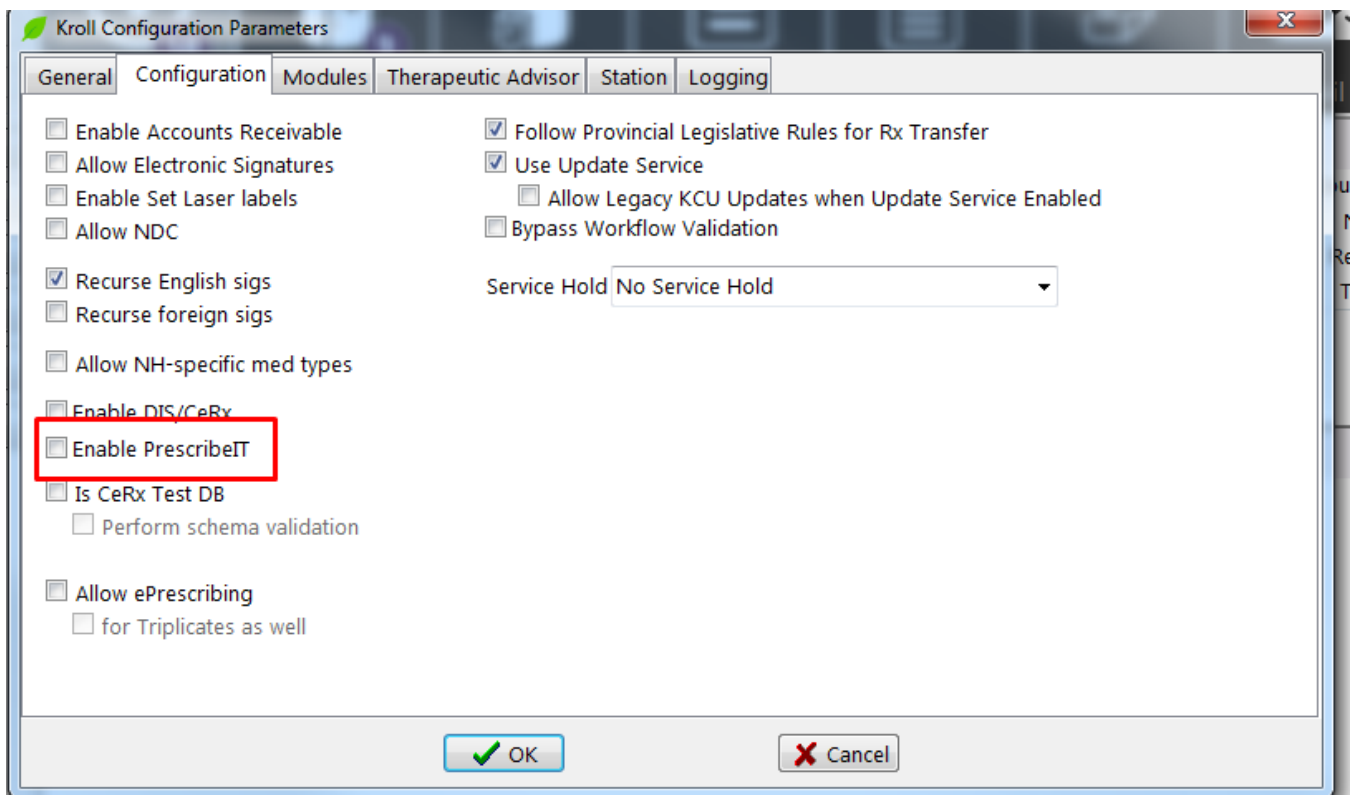 Kroll Configuration Parameters
General Configuration Modules Therapeutic Advisor Station Logging
Enable Accounts Receivable
Allow Electronic Signatures
Enable Set Laser labels
Allow NDC
Recurse English sigs
Recurse foreign sigs
Allow NH-specific med types
Enable DIS/CeRx
Enable PrescribeIT
Is CeRx Test DB
Perform schema validation
Allow ePrescribing
for Triplicates as well
Follow Provincial Legislative Rules for Rx Transfer
Use Update Service
Allow Legacy KCU Updates when Update Service Enabled
Bypass Workflow Validation
Service Hold No Service Hold
OK Cancel